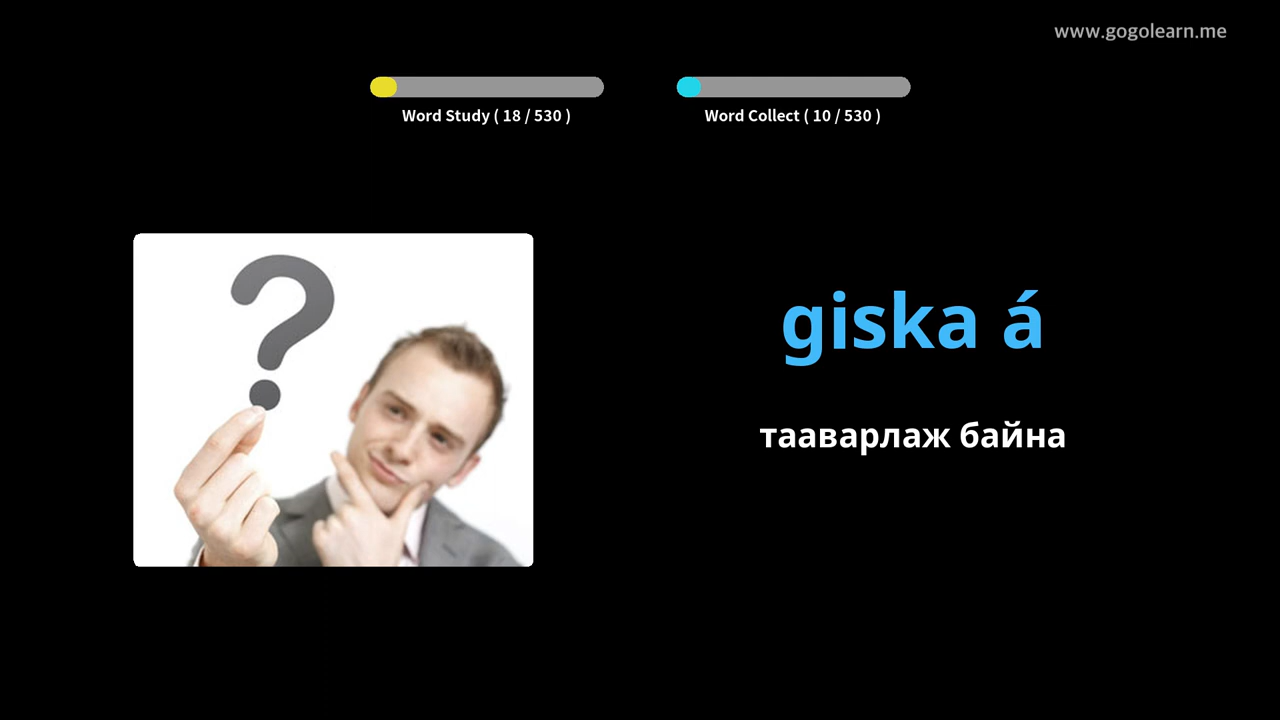 www.gogolearn.me
Word Study ( 18 / 530 )
Word Collect ( 10 / 530 )
?
giska á
тааварлаж байна